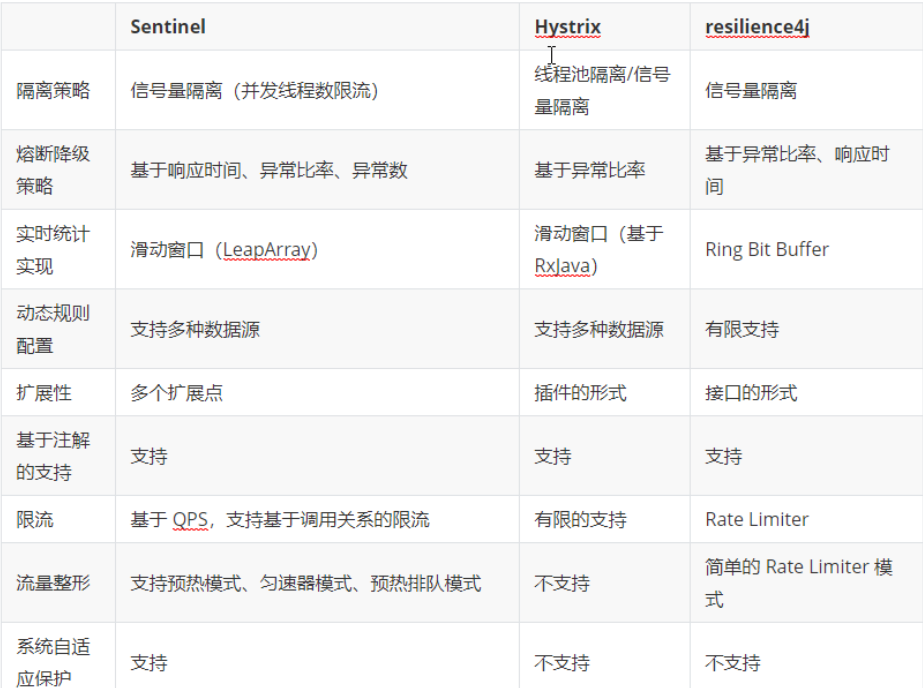 Sentinel Hystrix resilience4j
隔离策略 信号量隔离（并发线程数限流） 线程池隔离/信号
量隔离 信号量隔离
熔断降级
策略 基于响应时间、异常比率、异常数 基于异常比率 基于异常比率、响应时
间
实时统计
实现 滑动窗口（LeapArray） 滑动窗口（基于
RxJava） Ring Bit Buffer
动态规则
配置 支持多种数据源 支持多种数据源 有限支持
扩展性 多个扩展点 插件的形式 接口的形式
基于注解
的支持 支持 支持 支持
限流 基于 QPS，支持基于调用关系的限流 有限的支持 Rate Limiter
流量整形 支持预热模式、匀速器模式、预热排队模式 不支持 简单的 Rate Limiter 模
式
系统自适
应保护 支持 不支持 不支持